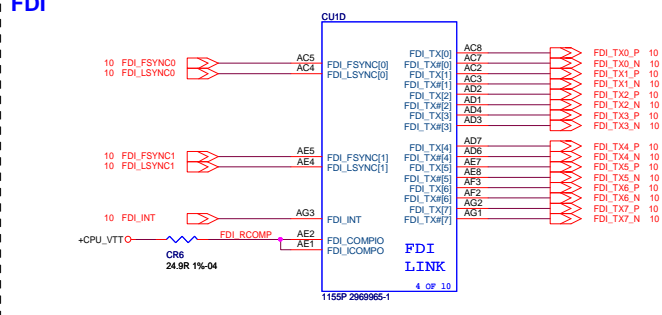 FDI
CU1D
10 FDI_FSYNC0 AC5 FDI_FSYNC[0]
10 FDI_LSYNC0 AC4 FDI_LSYNC[0]
10 FDI_FSYNC1 AE5 FDI_FSYNC[1]
10 FDI_LSYNC1 AE4 FDI_LSYNC[1]
10 FDI_INT AG3 FDI_INT
+CPU_VTT FDI_RCOMP AE2 FDI_COMPIO
AE1 FDI_ICOMPO
CR6
24.9R 1%-04
FDI_TX[0] AC8 FDI_TX0_P 10
FDI_TX#[0] AC7 FDI_TX0_N 10
FDI_TX[1] AC2 FDI_TX1_P 10
FDI_TX#[1] AC3 FDI_TX1_N 10
FDI_TX[2] AD2 FDI_TX2_P 10
FDI_TX#[2] AD1 FDI_TX2_N 10
FDI_TX[3] AD4 FDI_TX3_P 10
FDI_TX#[3] AD3 FDI_TX3_N 10
FDI_TX[4] AD7 FDI_TX4_P 10
FDI_TX#[4] AD6 FDI_TX4_N 10
FDI_TX[5] AE7 FDI_TX5_P 10
FDI_TX#[5] AE8 FDI_TX5_N 10
FDI_TX[6] AF3 FDI_TX6_P 10
FDI_TX#[6] AF2 FDI_TX6_N 10
FDI_TX[7] AG2 FDI_TX7_P 10
FDI_TX#[7] AG1 FDI_TX7_N 10
FDI
LINK
4 OF 10
1155P 2969965-1